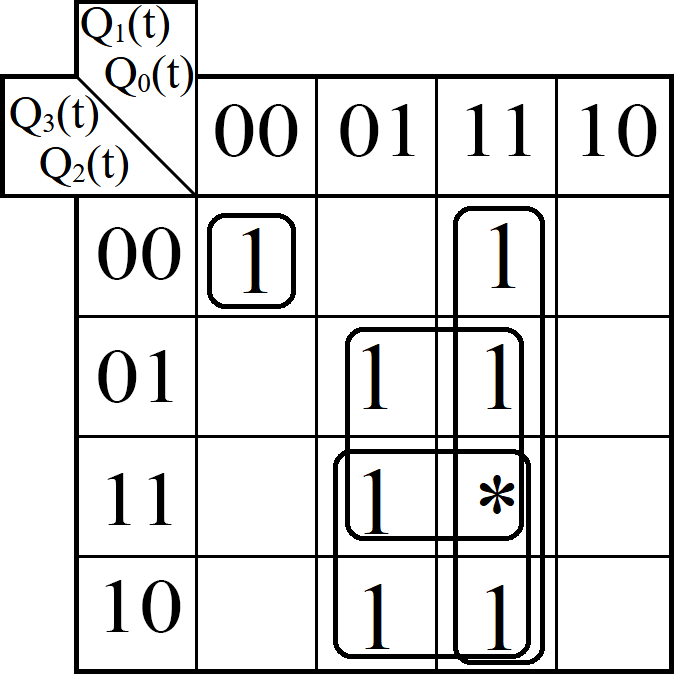 Q₁(t)
Q₀(t)
Q₃(t)
Q₂(t)
00 01 11 10
00 1 1
01 1 1
11 1 *
10 1 1